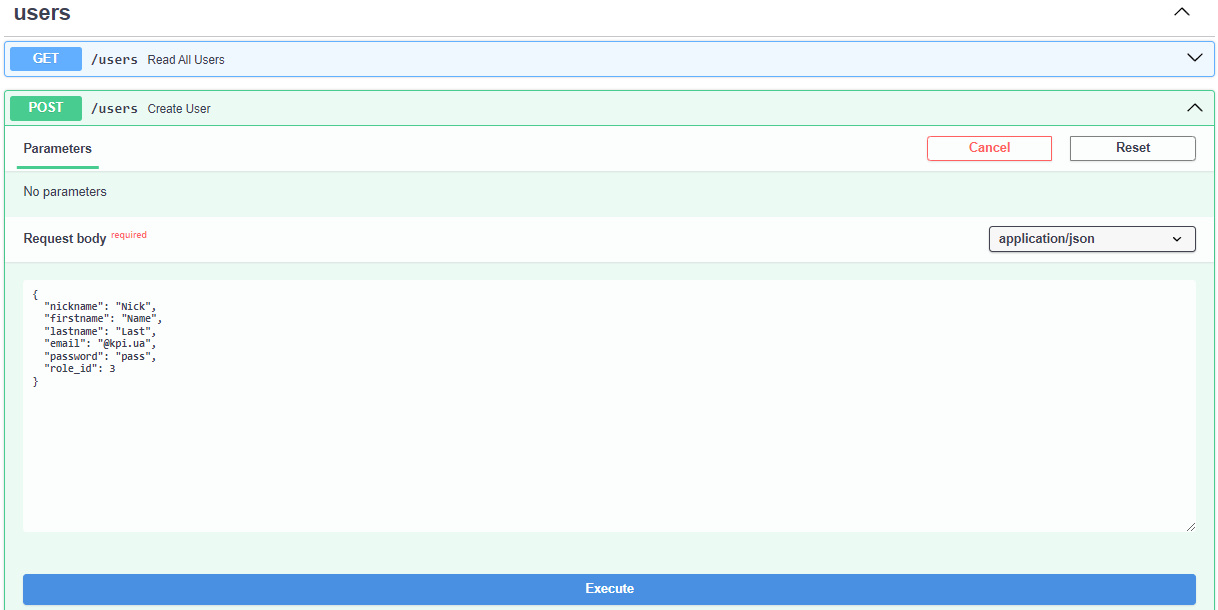 users
GET /users Read All Users
POST /users Create User
Parameters Cancel Reset
No parameters
Request body required application/json
{
  "nickname": "Nick",
  "firstname": "Name",
  "lastname": "Last",
  "email": "@kpi.ua",
  "password": "pass",
  "role_id": 3
}
Execute